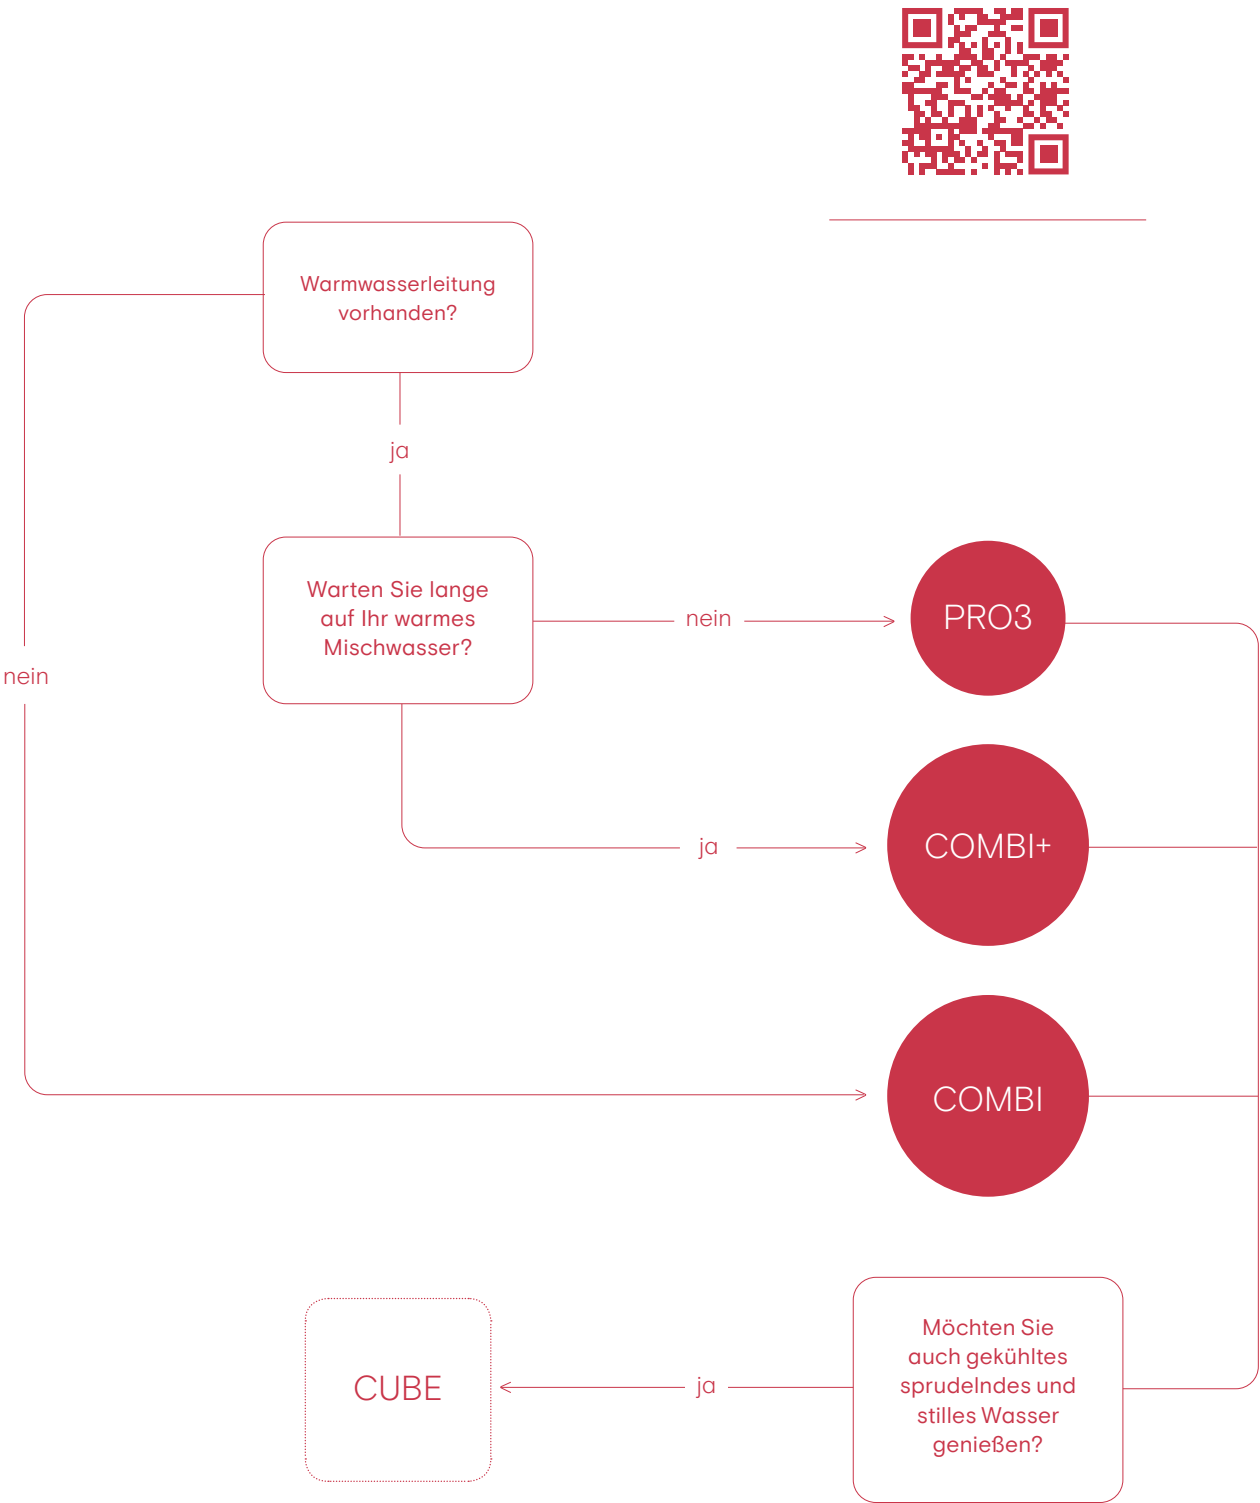 Warmwasserleitung
vorhanden?
ja
Warten Sie lange
auf Ihr warmes
Mischwasser?
nein
PRO3
nein
ja
COMBI+
COMBI
Möchten Sie
auch gekühltes
sprudelndes und
stilles Wasser
genießen?
ja
CUBE